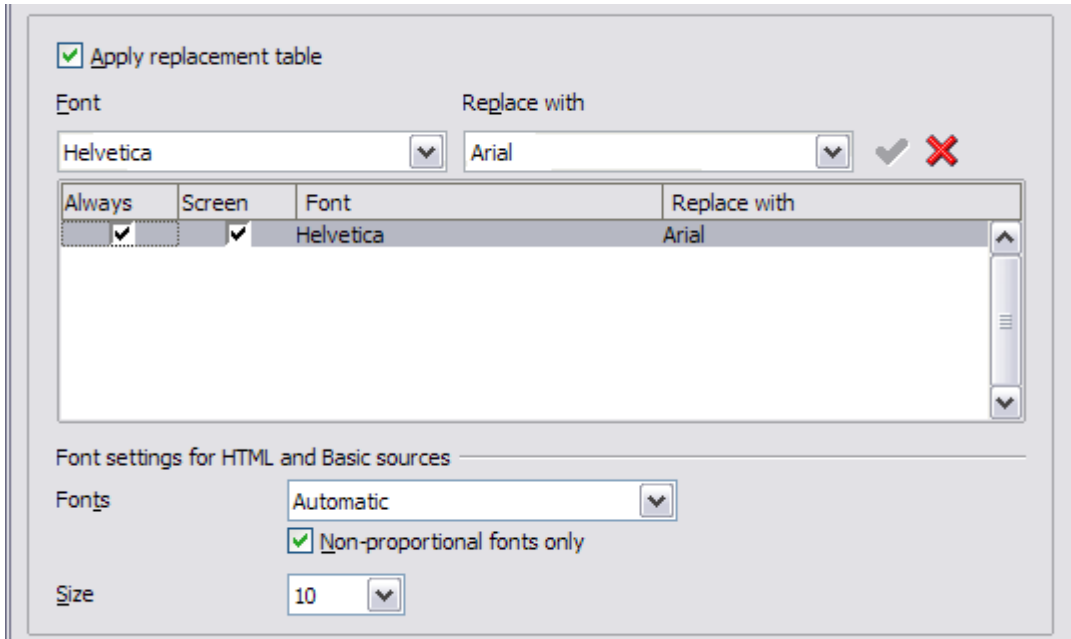 Apply replacement table
Font Replace with
Helvetica Arial
Always Screen Font Replace with
Helvetica Arial
Font settings for HTML and Basic sources
Fonts Automatic
Non-proportional fonts only
Size 10